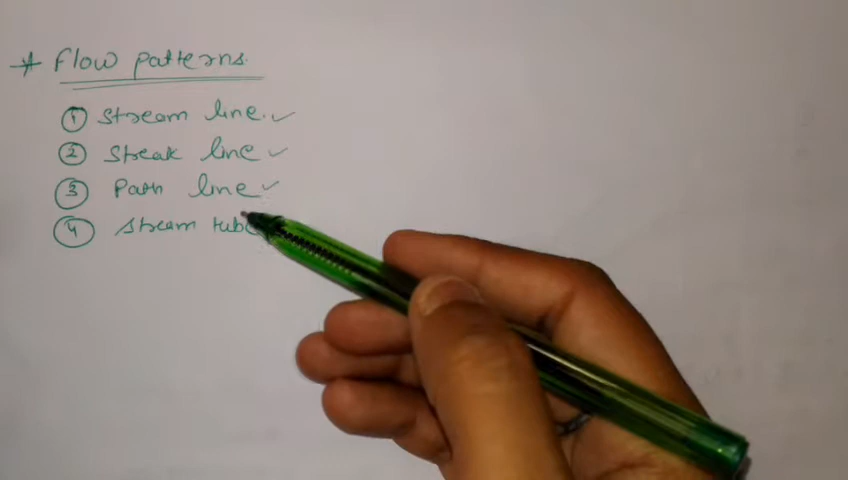 * Flow patterns.
① Stream line. ✓
② Streak line ✓
③ Path line ✓
④ Stream tube